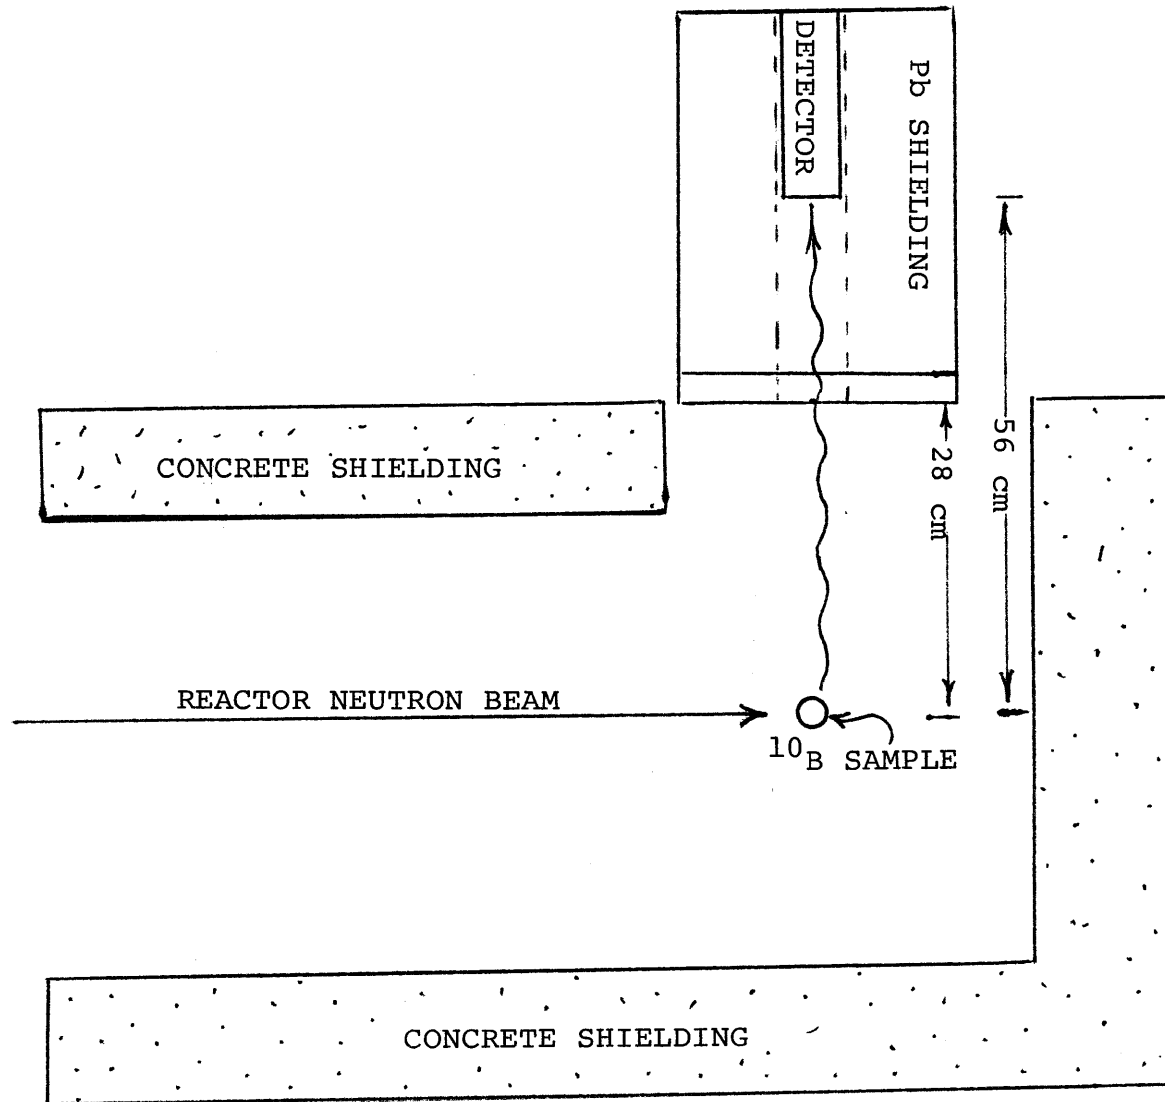 DETECTOR
Pb SHIELDING
CONCRETE SHIELDING
56 cm
28 cm
REACTOR NEUTRON BEAM
10B SAMPLE
CONCRETE SHIELDING